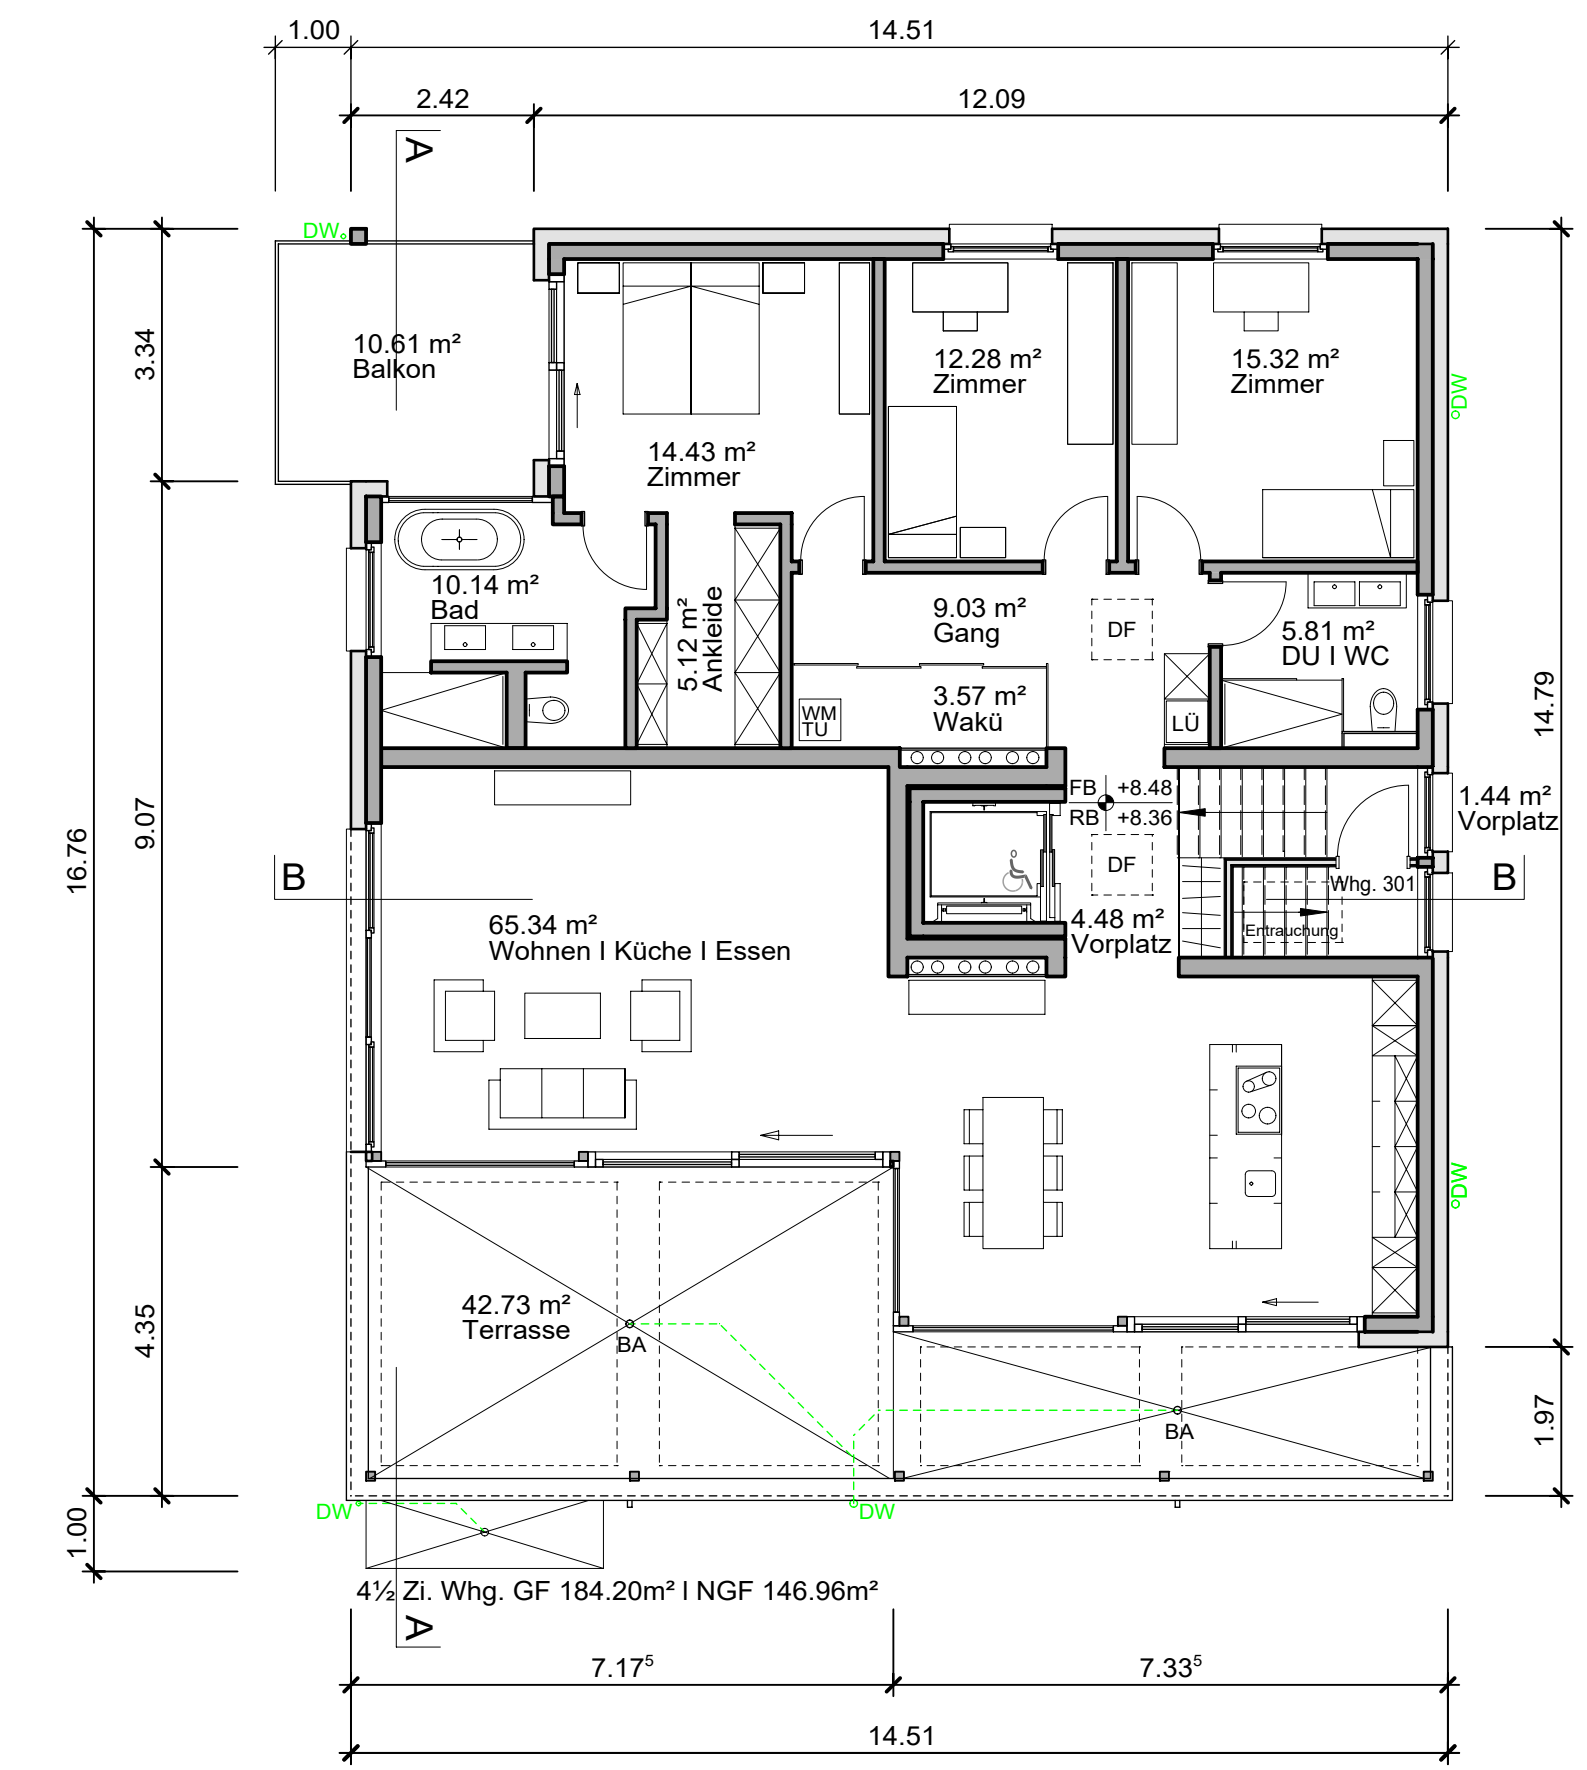 1.00
14.51
2.42
12.09
A
DW
3.34
16.76
9.07
4.35
1.00
14.79
1.97
10.61 m²
Balkon
14.43 m²
Zimmer
12.28 m²
Zimmer
15.32 m²
Zimmer
DW
10.14 m²
Bad
5.12 m²
Ankleide
9.03 m²
Gang
DF
5.81 m²
DU I WC
3.57 m²
Wakü
WM
TU
LÜ
FB +8.48
RB +8.36
1.44 m²
Vorplatz
DF
B
Whg. 301
B
Entrauchung
4.48 m²
Vorplatz
65.34 m²
Wohnen I Küche I Essen
DW
42.73 m²
Terrasse
BA
BA
DW
DW
4½ Zi. Whg. GF 184.20m² I NGF 146.96m²
A
7.17⁵
7.33⁵
14.51